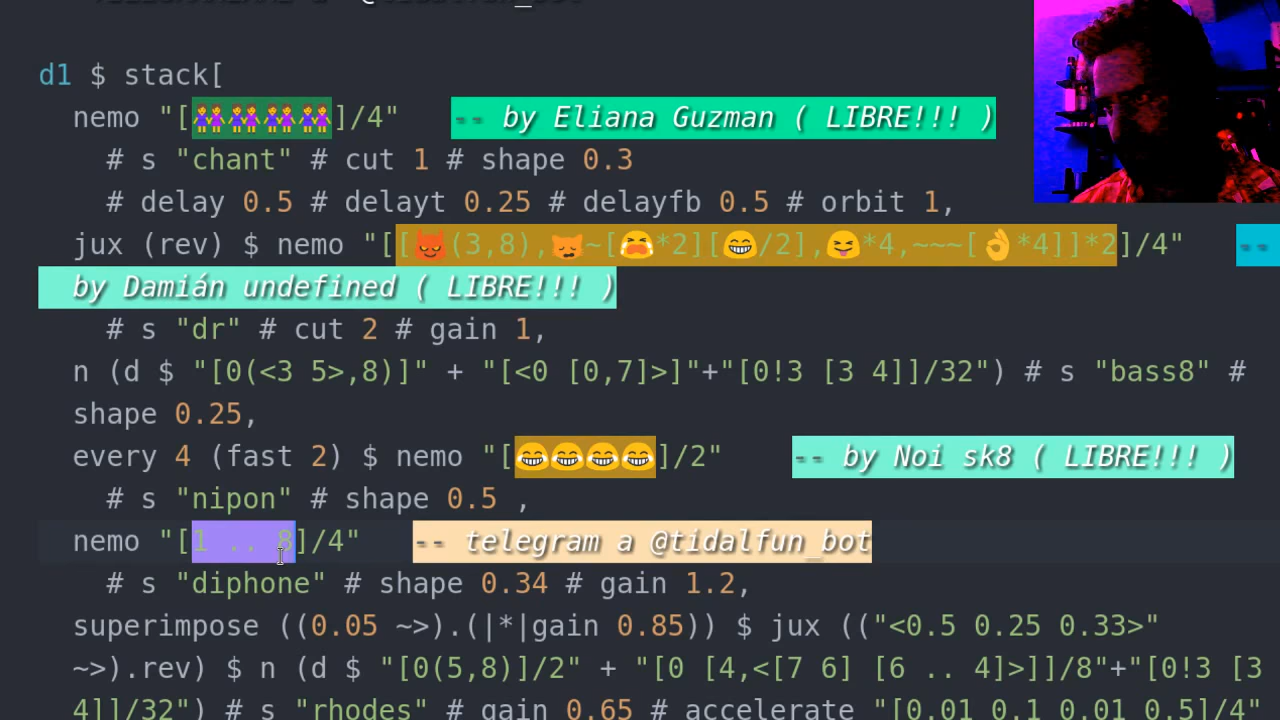 d1 $ stack[
nemo "[👭👭👭👭]/4" -- by Eliana Guzman ( LIBRE!!! )
# s "chant" # cut 1 # shape 0.3
# delay 0.5 # delayt 0.25 # delayfb 0.5 # orbit 1,
jux (rev) $ nemo "[[😈(3,8),😿~[😭*2][😁/2],😝*4,~~~[👌*4]]*2]/4" --
by Damián undefined ( LIBRE!!! )
# s "dr" # cut 2 # gain 1,
n (d $ "[0(<3 5>,8)]" + "[<0 [0,7]>]"+"[0!3 [3 4]]/32") # s "bass8" #
shape 0.25,
every 4 (fast 2) $ nemo "[😂😂😂😂]/2" -- by Noi sk8 ( LIBRE!!! )
# s "nipon" # shape 0.5 ,
nemo "[1 .. 8]/4" -- telegram a @tidalfun_bot
# s "diphone" # shape 0.34 # gain 1.2,
superimpose ((0.05 ~>).(|*|gain 0.85)) $ jux (("<0.5 0.25 0.33>"
~>).rev) $ n (d $ "[0(5,8)]/2" + "[0 [4,<[7 6] [6 .. 4]>]]/8"+"[0!3 [3
4]]/32") # s "rhodes" # gain 0.65 # accelerate "[0.01 0.1 0.01 0.5]/4"